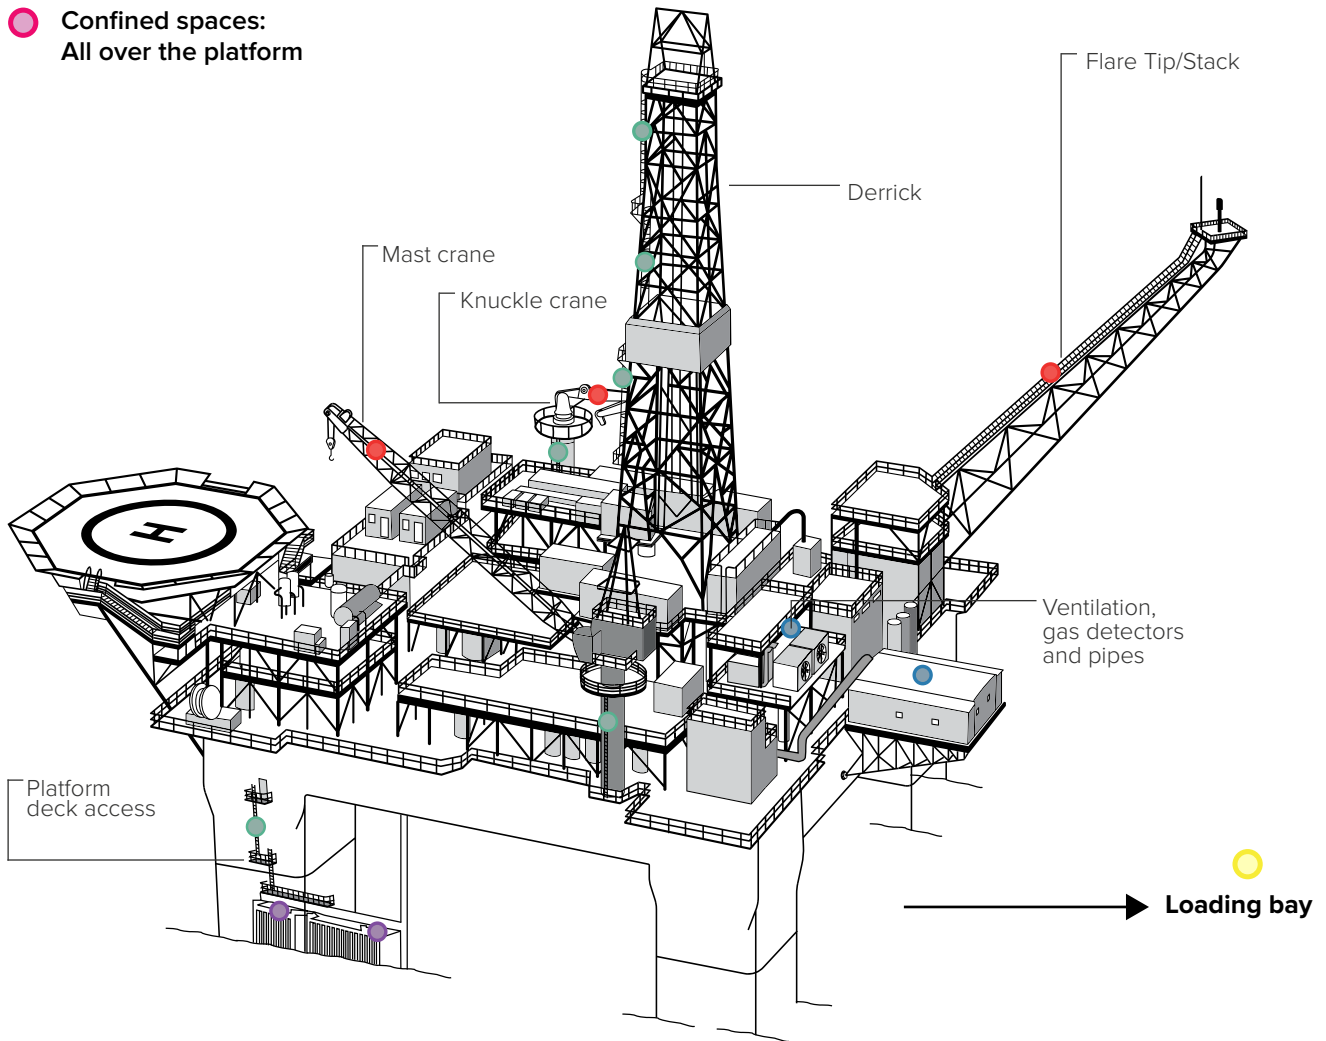 Confined spaces:
All over the platform
Flare Tip/Stack
Derrick
Mast crane
Knuckle crane
H
Ventilation,
gas detectors
and pipes
Platform
deck access
Loading bay